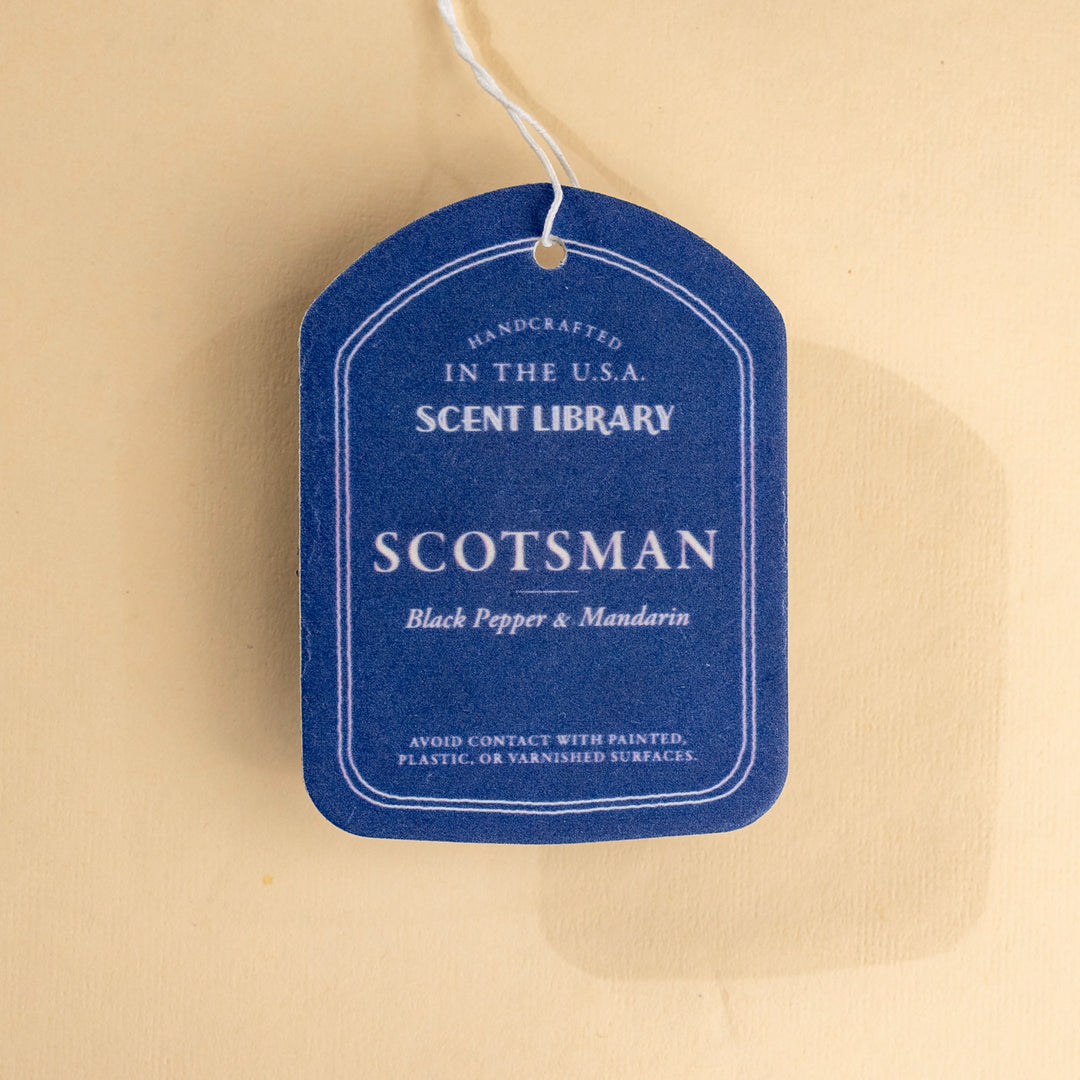 HANDCRAFTED
IN THE U.S.A.
SCENT LIBRARY
SCOTSMAN
Black Pepper & Mandarin
AVOID CONTACT WITH PAINTED,
PLASTIC, OR VARNISHED SURFACES.